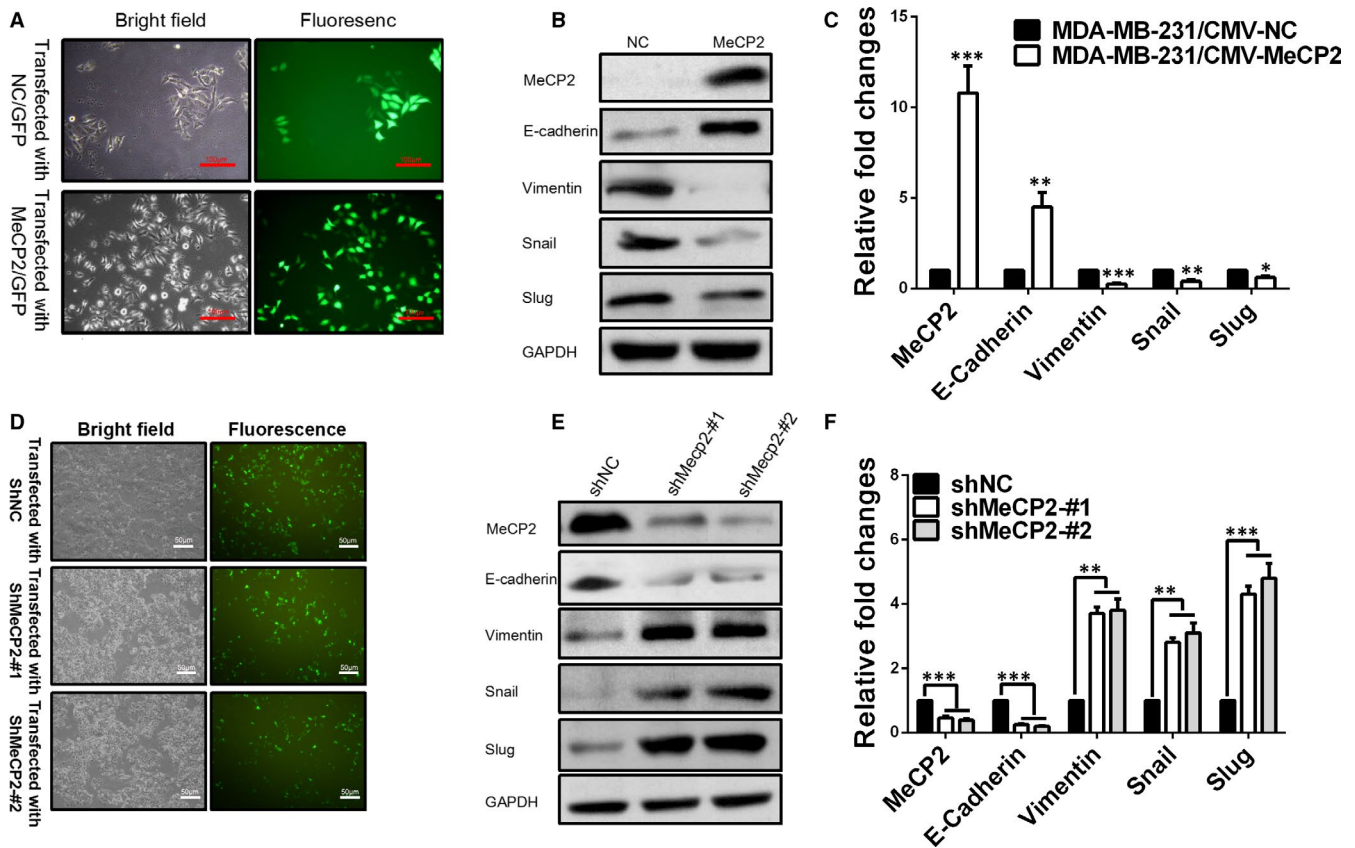 A
Bright field
Fluorescenc
Transfected with
NC/GFP
100μm
100μm
Transfected with
MeCP2/GFP
B
NC
MeCP2
MeCP2
E-cadherin
Vimentin
Snail
Slug
GAPDH
C
MDA-MB-231/CMV-NC
MDA-MB-231/CMV-MeCP2
Relative fold changes
15
10
5
0
***
**
***
**
*
MeCP2
E-Cadherin
Vimentin
Snail
Slug
D
Bright field
Fluorescence
Transfected with
ShNC
50μm
50μm
Transfected with
ShMeCP2-#1
50μm
50μm
Transfected with
ShMeCP2-#2
50μm
50μm
E
shNC
shMecp2-#1
shMecp2-#2
MeCP2
E-cadherin
Vimentin
Snail
Slug
GAPDH
F
shNC
shMeCP2-#1
shMeCP2-#2
Relative fold changes
8
6
4
2
0
***
***
**
**
***
MeCP2
E-Cadherin
Vimentin
Snail
Slug